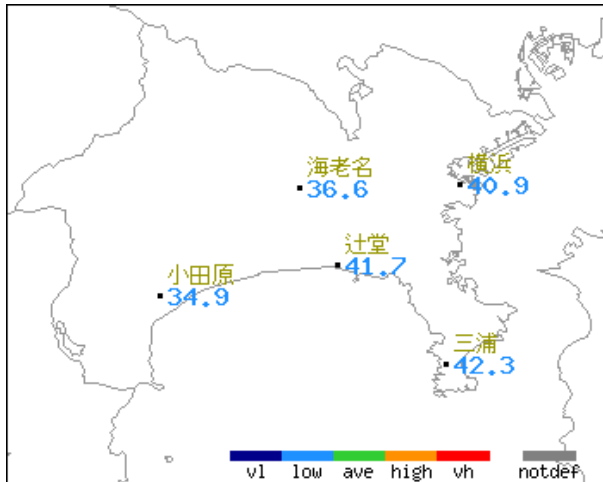 海老名
36.6
横浜
40.9
辻堂
41.7
小田原
34.9
三浦
42.3
vl low ave high vh notdef